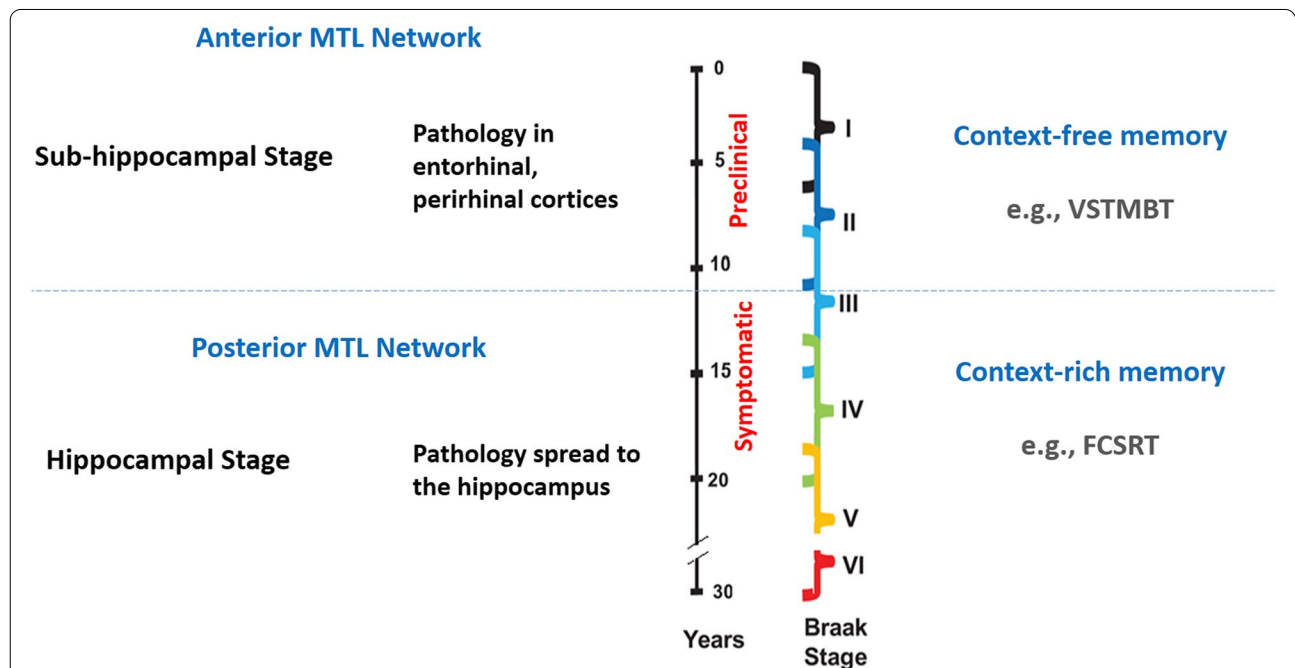 Anterior MTL Network
Sub-hippocampal Stage
Pathology in
entorhinal,
perirhinal cortices
Posterior MTL Network
Hippocampal Stage
Pathology spread to
the hippocampus
0
5
10
15
20
30
Years
Preclinical
Symptomatic
I
II
III
IV
V
VI
Braak
Stage
Context-free memory
e.g., VSTMBT
Context-rich memory
e.g., FCSRT